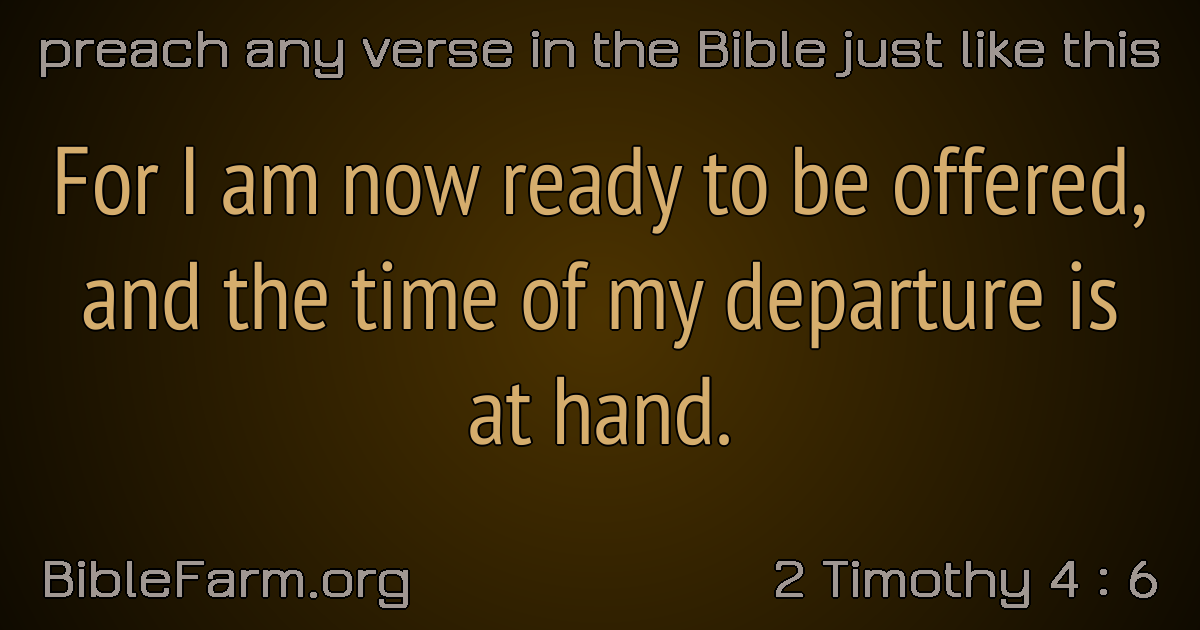 preach any verse in the Bible just like this
For I am now ready to be offered,
and the time of my departure is
at hand.
BibleFarm.org
2 Timothy 4 : 6